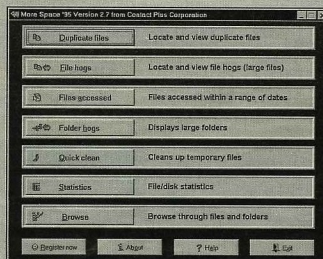 More Space '95 Version 2.7 from Contact Plus Corporation
Duplicate files Locate and view duplicate files
File hogs Locate and view file hogs (large files)
Files accessed Files accessed within a range of dates
Folder hogs Displays large folders
Quick clean Cleans up temporary files
Statistics File/disk statistics
Browse Browse through files and folders
Register now About ? Help Exit